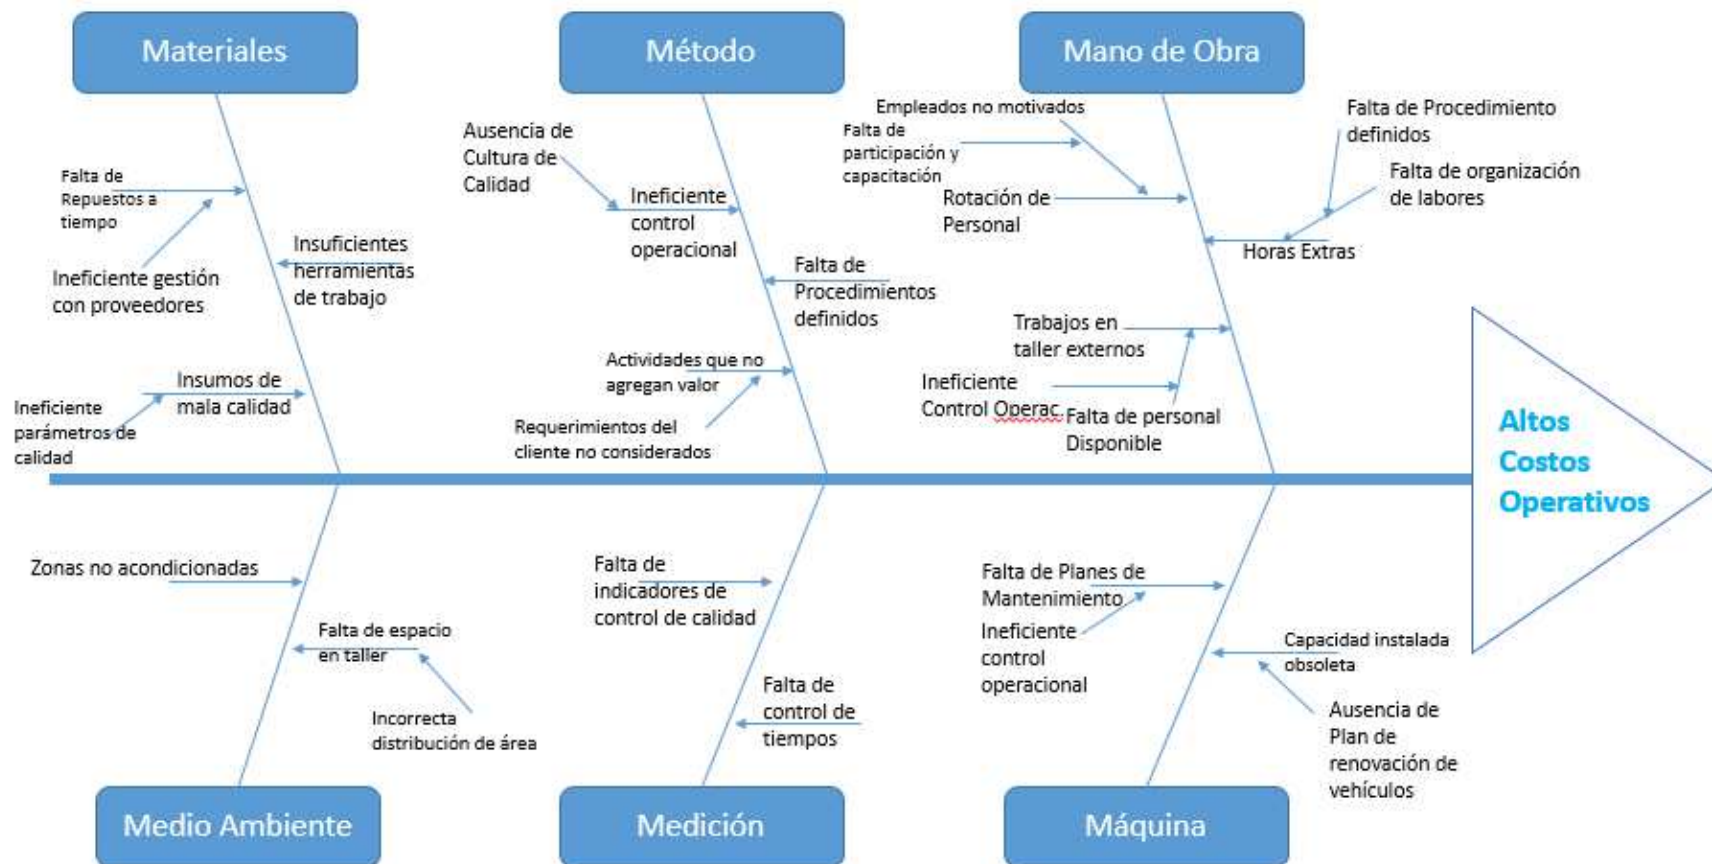 Materiales
Método
Mano de Obra
Falta de
Repuestos a
tiempo
Ineficiente gestión
con proveedores
Insuficientes
herramientas
de trabajo
Insumos de
mala calidad
Ineficiente
parámetros de
calidad
Ausencia de
Cultura de
Calidad
Ineficiente
control
operacional
Falta de
Procedimientos
definidos
Actividades que no
agregan valor
Requerimientos del
cliente no considerados
Empleados no motivados
Falta de
participación y
capacitación
Rotación de
Personal
Falta de Procedimiento
definidos
Falta de organización
de labores
Horas Extras
Trabajos en
taller externos
Ineficiente
Control Operac.
Falta de personal
Disponible
Altos
Costos
Operativos
Zonas no acondicionadas
Falta de espacio
en taller
Incorrecta
distribución de área
Falta de
indicadores de
control de calidad
Falta de
control de
tiempos
Falta de Planes de
Mantenimiento
Ineficiente
control
operacional
Capacidad instalada
obsoleta
Ausencia de
Plan de
renovación de
vehículos
Medio Ambiente
Medición
Máquina